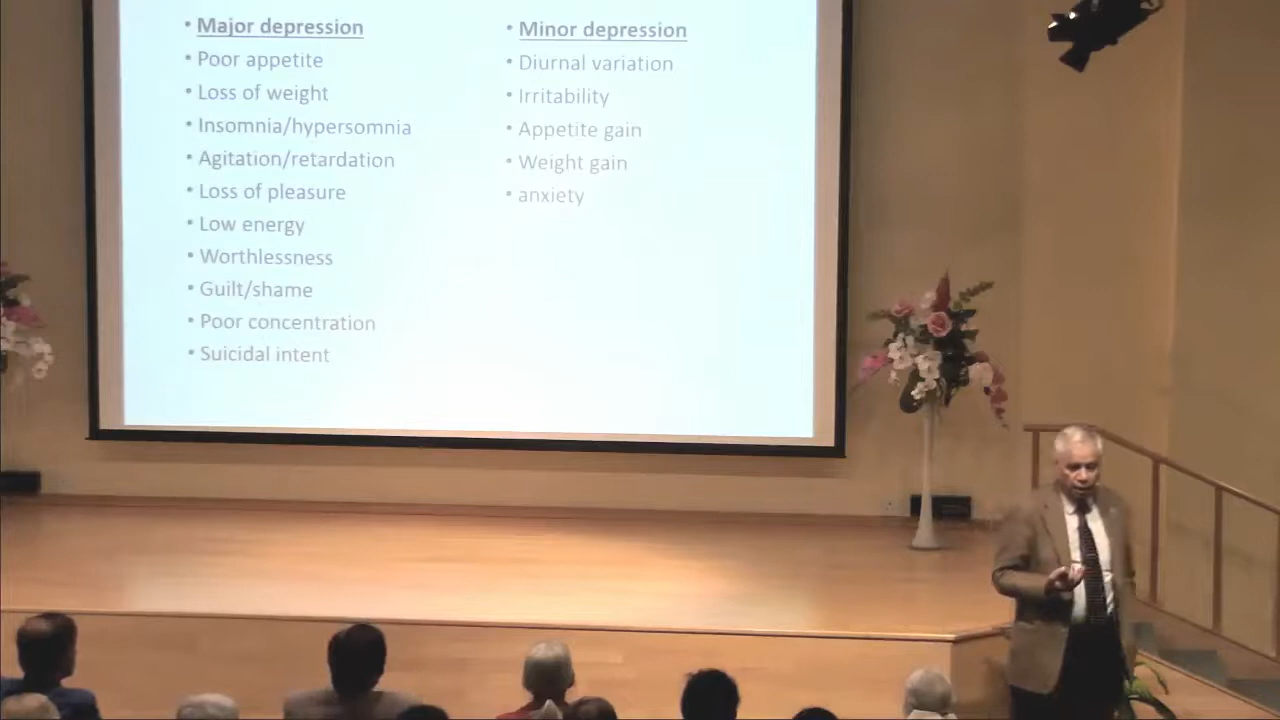 • Major depression
• Poor appetite
• Loss of weight
• Insomnia/hypersomnia
• Agitation/retardation
• Loss of pleasure
• Low energy
• Worthlessness
• Guilt/shame
• Poor concentration
• Suicidal intent
• Minor depression
• Diurnal variation
• Irritability
• Appetite gain
• Weight gain
• anxiety